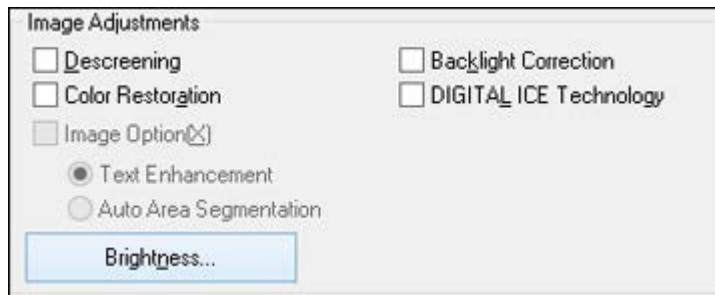 Image Adjustments
Descreening
Backlight Correction
Color Restoration
DIGITAL ICE Technology
Image Option(X)
Text Enhancement
Auto Area Segmentation
Brightness...